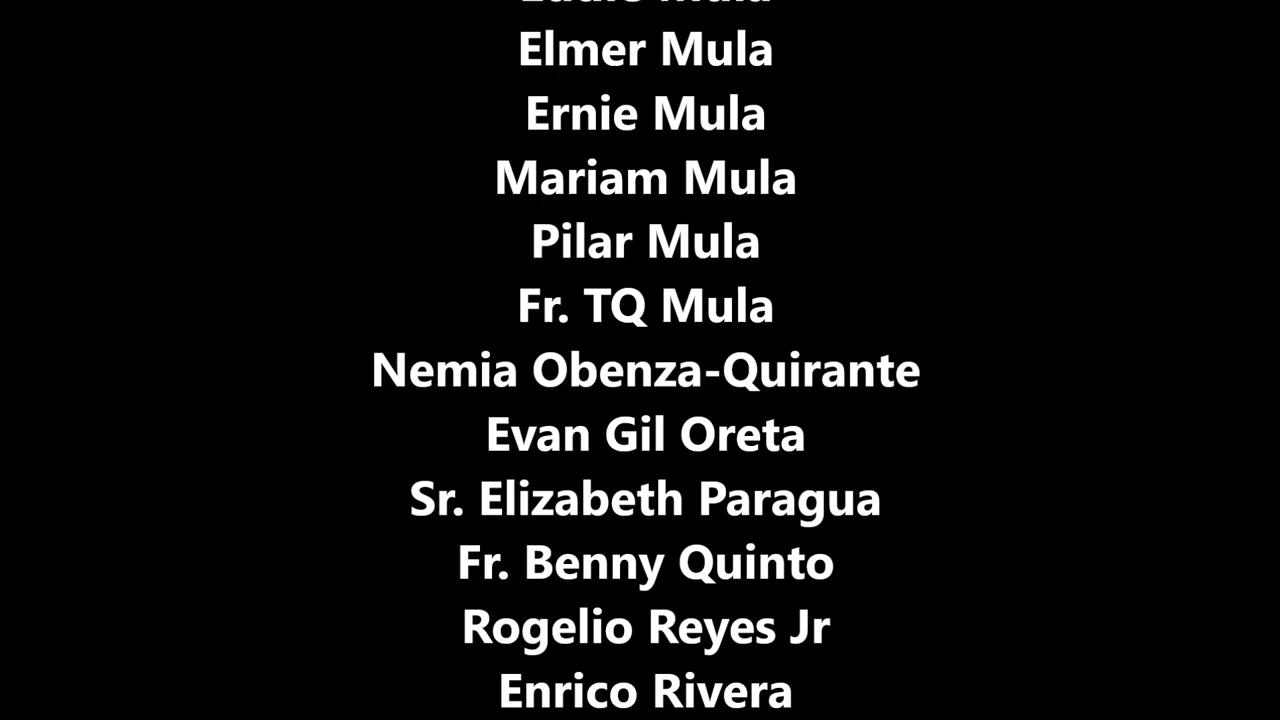 Elmer Mula
Ernie Mula
Mariam Mula
Pilar Mula
Fr. TQ Mula
Nemia Obenza-Quirante
Evan Gil Oreta
Sr. Elizabeth Paragua
Fr. Benny Quinto
Rogelio Reyes Jr
Enrico Rivera